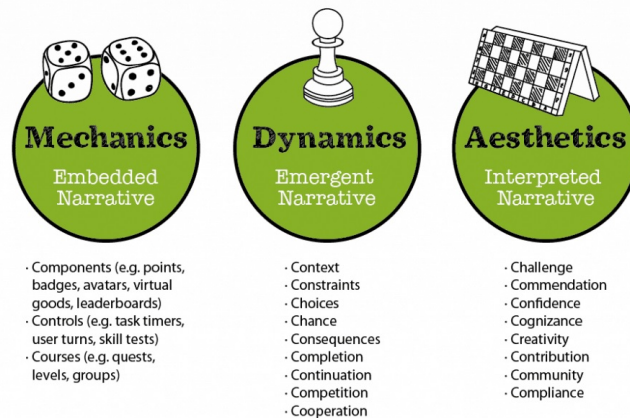 Mechanics
Embedded
Narrative
· Components (e.g. points,
badges, avatars, virtual
goods, leaderboards)
· Controls (e.g. task timers,
user turns, skill tests)
· Courses (e.g. quests,
levels, groups)
Dynamics
Emergent
Narrative
· Context
· Constraints
· Choices
· Chance
· Consequences
· Completion
· Continuation
· Competition
· Cooperation
Aesthetics
Interpreted
Narrative
· Challenge
· Commendation
· Confidence
· Cognizance
· Creativity
· Contribution
· Community
· Compliance